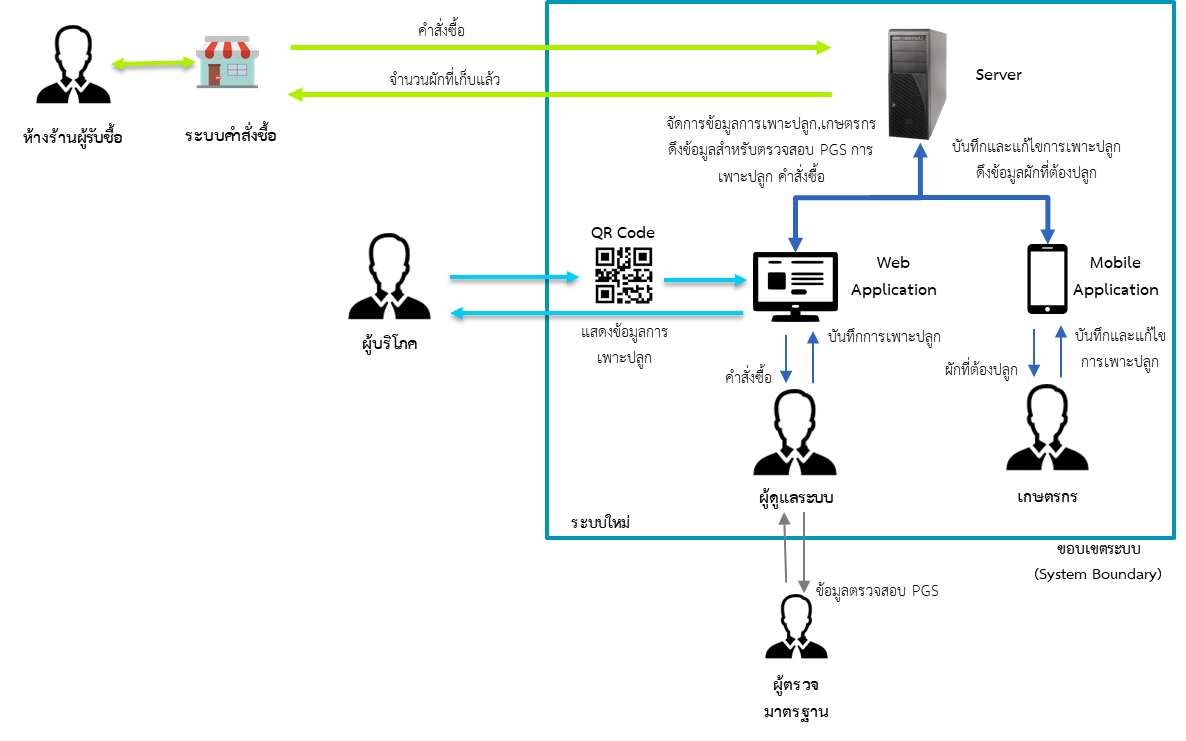 คำสั่งซื้อ
จำนวนผักที่เก็บแล้ว
ห้างร้านผู้รับซื้อ
ระบบคำสั่งซื้อ
Server
จัดการข้อมูลการเพาะปลูก,เกษตรกร
ดึงข้อมูลสำหรับตรวจสอบ PGS การ
เพาะปลูก คำสั่งซื้อ
บันทึกและแก้ไขการเพาะปลูก
ดึงข้อมูลผักที่ต้องปลูก
QR Code
Web
Application
Mobile
Application
ผู้บริโภค
แสดงข้อมูลการ
เพาะปลูก
คำสั่งซื้อ
บันทึกการเพาะปลูก
ผักที่ต้องปลูก
บันทึกและแก้ไข
การเพาะปลูก
ผู้ดูแลระบบ
เกษตรกร
ระบบใหม่
ขอบเขตระบบ
(System Boundary)
ข้อมูลตรวจสอบ PGS
ผู้ตรวจ
มาตรฐาน